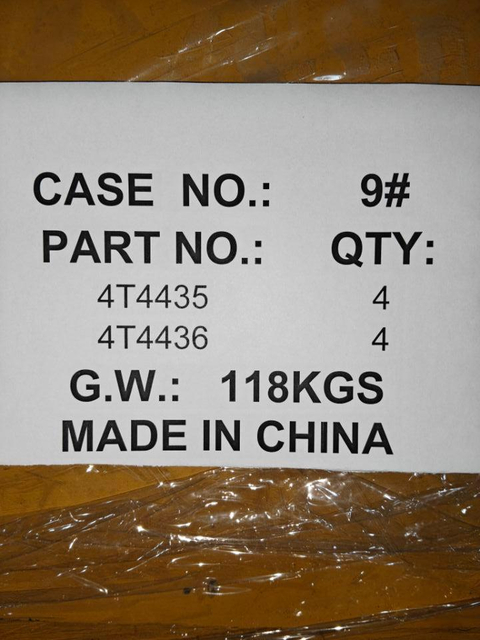 CASE NO.: 9#
PART NO.: QTY:
4T4435 4
4T4436 4
G.W.: 118KGS
MADE IN CHINA